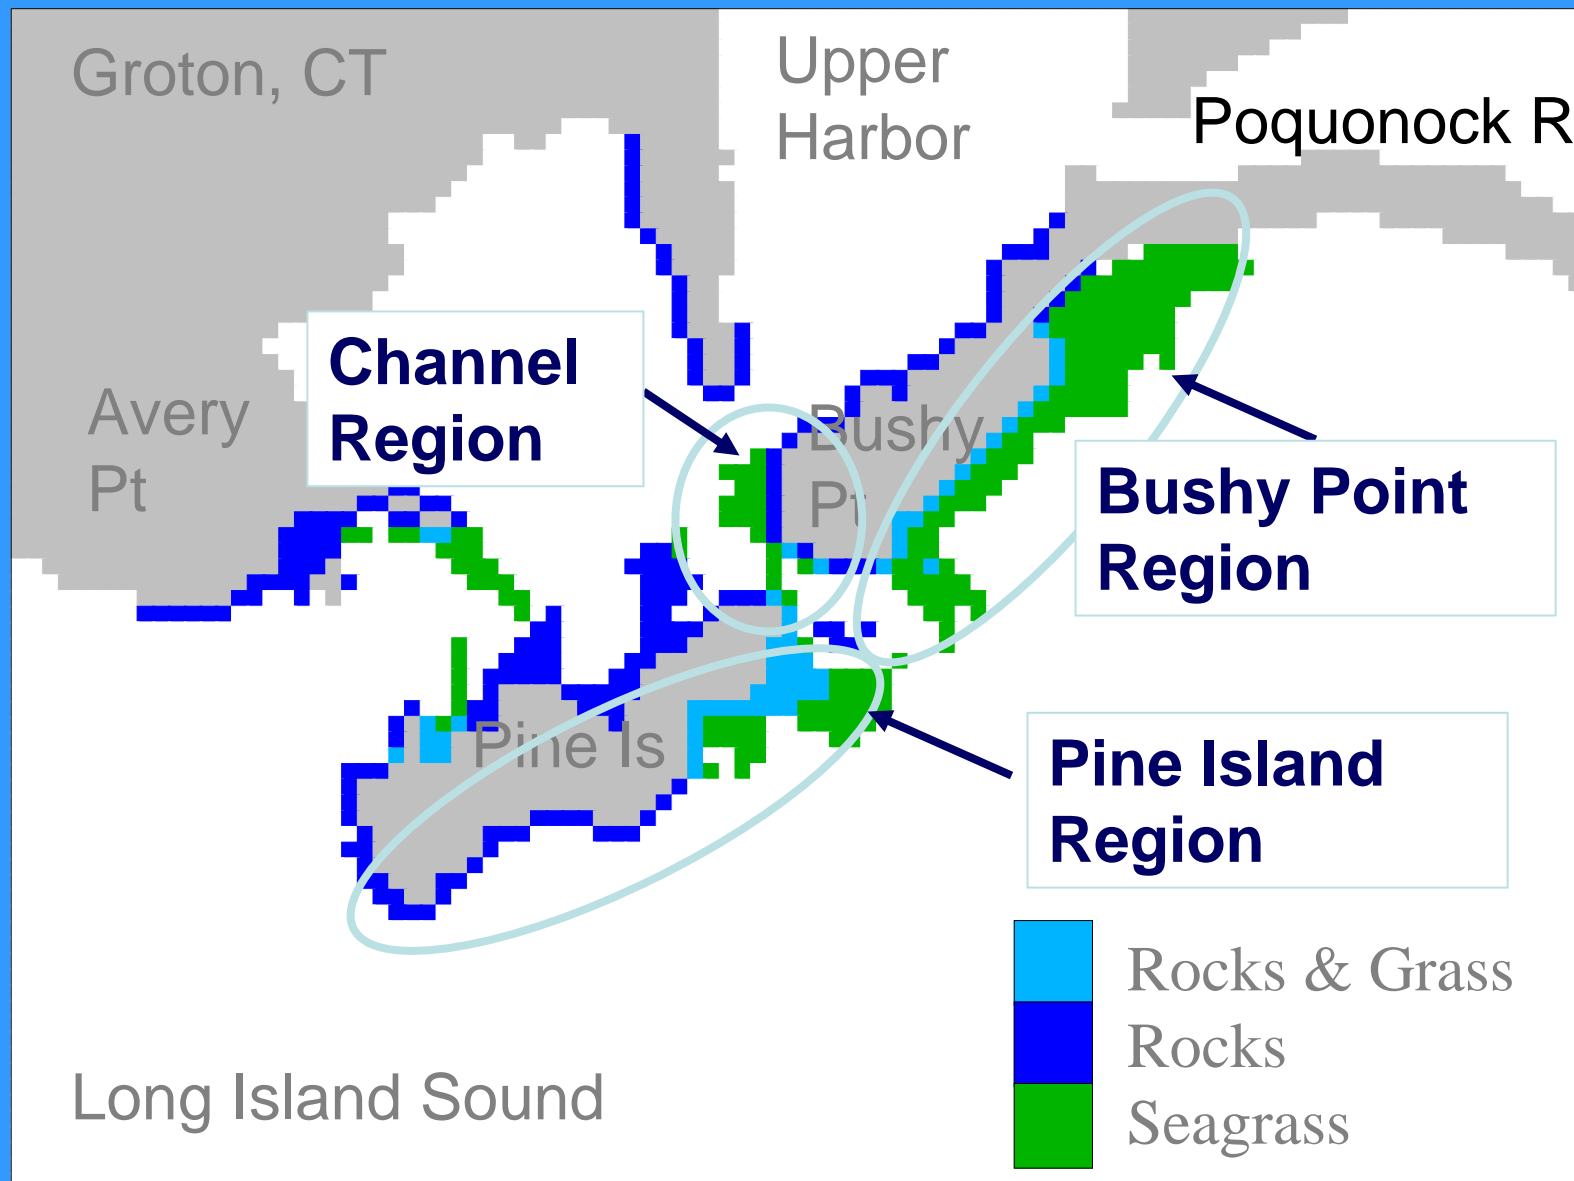 Groton, CT
Upper
Harbor
Poquonock R
Channel
Region
Avery
Pt
Bushy
Pt
Bushy Point
Region
Pine Is
Pine Island
Region
Rocks & Grass
Rocks
Seagrass
Long Island Sound